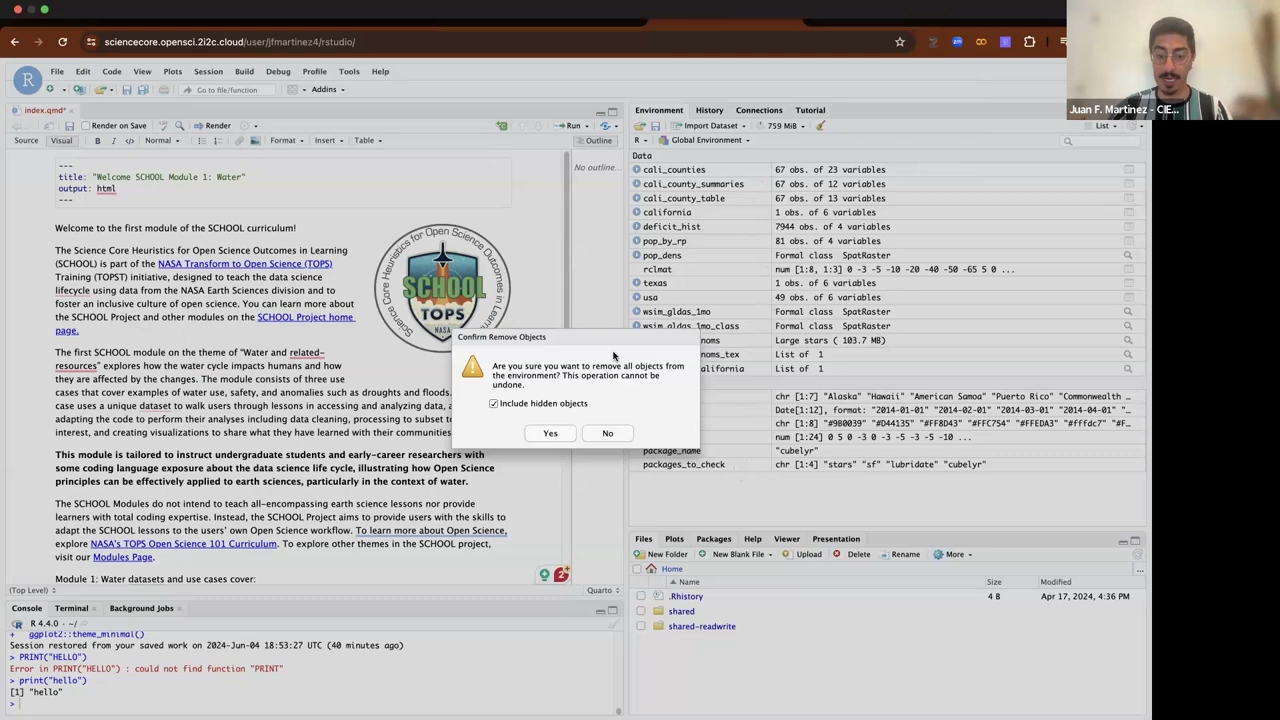 sciencecore.opensci.2i2c.cloud/user/jfmartinez4/rstudio/
Juan F. Martinez - CIE...
R File Edit Code View Plots Session Build Debug Profile Tools Help
Go to file/function Addins
index.qmd*
Render on Save Render Run
Source Visual B I Normal Format Insert Table Outline
---
title: "Welcome SCHOOL Module 1: Water"
output: html
---
No outline...
Welcome to the first module of the SCHOOL curriculum!
The Science Core Heuristics for Open Science Outcomes in Learning
(SCHOOL) is part of the NASA Transform to Open Science (TOPS)
Training (TOPST) initiative, designed to teach the data science
lifecycle using data from the NASA Earth Sciences division and to
foster an inclusive culture of open science. You can learn more about
the SCHOOL Project and other modules on the SCHOOL Project home
page.
Science Core Heuristics for Open Science Outcomes in Learning
SCHOOL
TOPS
NASA
The first SCHOOL module on the theme of "Water and related-
resources" explores how the water cycle impacts humans and how
they are affected by the changes. The module consists of three use
cases that cover examples of water use, safety, and anomalies such as droughts and floods.
case uses a unique dataset to walk users through lessons in accessing and analyzing data,
adapting the code to perform their analyses including data cleaning, processing to subset
interest, and creating visualizations to share what they have learned with their communities
This module is tailored to instruct undergraduate students and early-career researchers with
some coding language exposure about the data science life cycle, illustrating how Open Science
principles can be effectively applied to earth sciences, particularly in the context of water.
The SCHOOL Modules do not intend to teach all-encompassing earth science lessons nor provide
learners with total coding expertise. Instead, the SCHOOL Project aims to provide users with the skills to
adapt the SCHOOL lessons to the users' own Open Science workflow. To learn more about Open Science,
explore NASA's TOPS Open Science 101 Curriculum. To explore other themes in the SCHOOL project,
visit our Modules Page.
Module 1: Water datasets and use cases cover:
2
(Top Level) Quarto
Confirm Remove Objects
Are you sure you want to remove all objects from
the environment? This operation cannot be
undone.
Include hidden objects
Yes No
Console Terminal Background Jobs
R 4.4.0 · ~/
+ ggplot2::theme_minimal()
Session restored from your saved work on 2024-Jun-04 18:53:27 UTC (40 minutes ago)
> PRINT("HELLO")
Error in PRINT("HELLO") : could not find function "PRINT"
> print("hello")
[1] "hello"
>
Environment History Connections Tutorial
Import Dataset 759 MiB List
R Global Environment
Data
cali_counties 67 obs. of 23 variables
cali_county_summaries 67 obs. of 12 variables
cali_county_table 67 obs. of 13 variables
california 1 obs. of 6 variables
deficit_hist 7944 obs. of 4 variables
pop_by_rp 81 obs. of 4 variables
pop_dens Formal class SpatRaster
rclmat num [1:8, 1:3] 0 -3 -5 -10 -20 -40 -50 -65 5 0 ...
texas 1 obs. of 6 variables
usa 49 obs. of 6 variables
wsim_gldas_1mo Formal class SpatRaster
wsim_gldas_1mo_class Formal class SpatRaster
noms Large stars ( 103.7 MB)
noms_tex List of 1
alifornia List of 1
chr [1:7] "Alaska" "American Samoa" "Puerto Rico" "Commonwealth
Date[1:12], format: "2014-01-01" "2014-02-01" "2014-03-01" "2014-04-01"
chr [1:8] "#9B0039" "#D44135" "#FF8D43" "#FFC754" "#FFEDA3" "#fffdc7" "#F...
num [1:24] 0 5 0 -3 0 -3 -5 -3 -5 -10 ...
package_name "cubelyr"
packages_to_check chr [1:4] "stars" "sf" "lubridate" "cubelyr"
Files Plots Packages Help Viewer Presentation
New Folder New Blank File Upload Delete Rename More
Home ...
Name Size Modified
.Rhistory 4 B Apr 17, 2024, 4:36 PM
shared
shared-readwrite